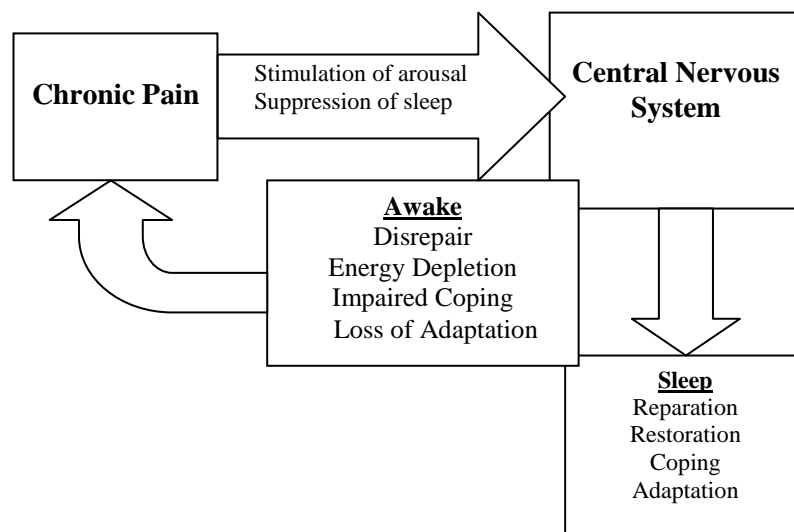 Chronic Pain
Stimulation of arousal
Suppression of sleep
Central Nervous
System
Awake
Disrepair
Energy Depletion
Impaired Coping
Loss of Adaptation
Sleep
Reparation
Restoration
Coping
Adaptation